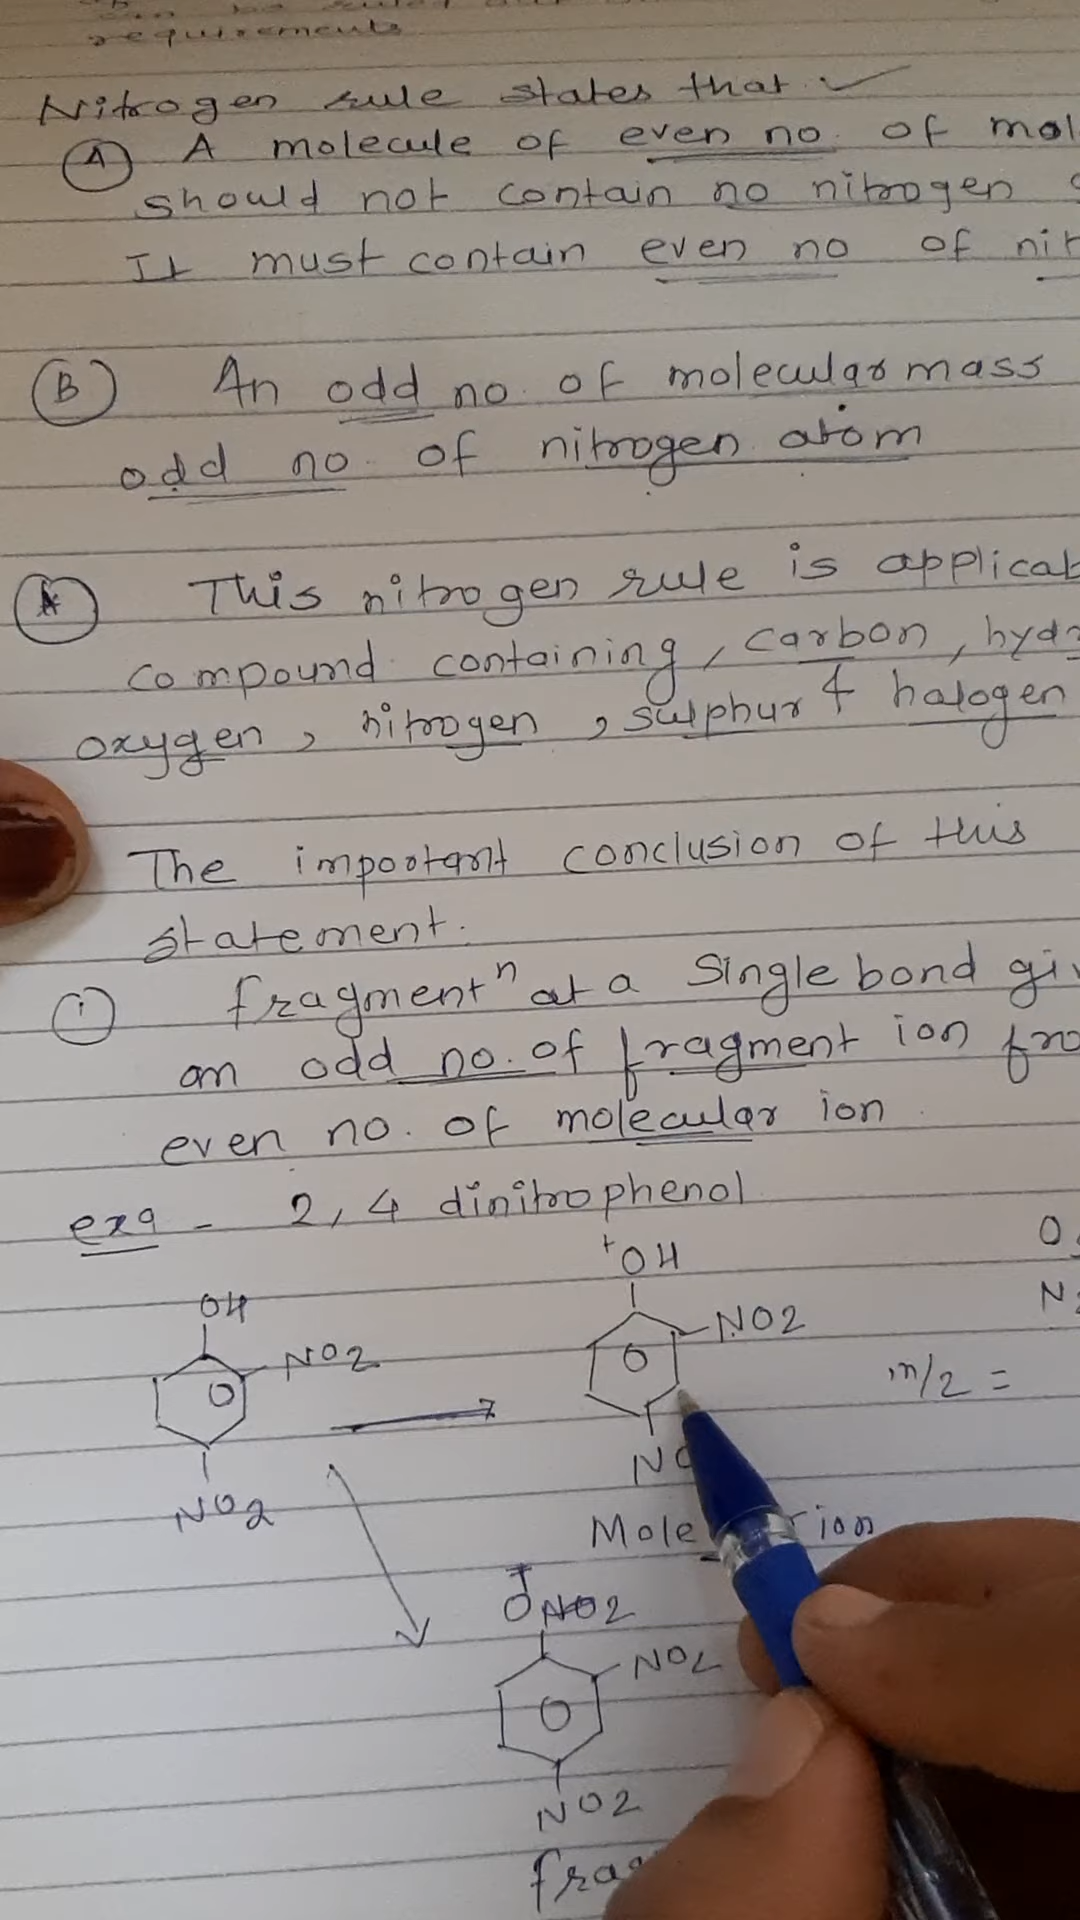 requirements
Nitrogen rule states that ✓
(A) A molecule of even no. of mol
should not contain no nitrogen
It must contain even no of nit
(B) An odd no. of molecular mass
odd no. of nitrogen atom
This nitrogen rule is applicab
compound containing, carbon, hyd
oxygen, nitrogen, sulphur & halogen
The important conclusion of this
statement.
(i) fragmentⁿ at a single bond giv
an odd no. of fragment ion fro
even no. of molecular ion
exa - 2,4 dinitrophenol
+OH
O
OH
NO2
N
NO2
m/2 =
NO2
ion
NO2
NO2